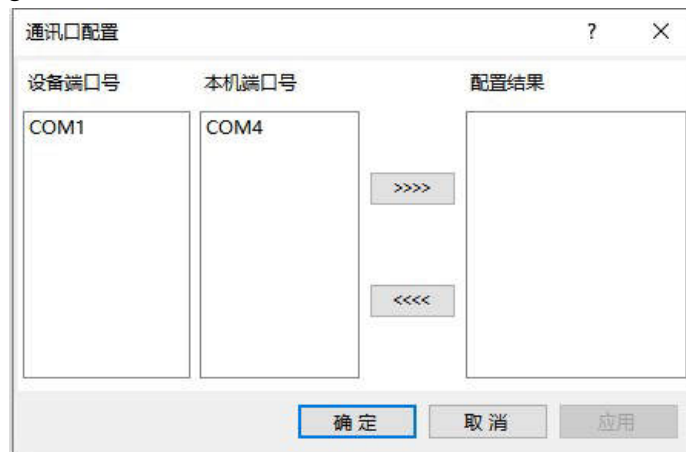 通讯口配置 ? ×
设备端口号 本机端口号 配置结果
COM1 COM4
>>>>
<<<<
确定 取消 应用